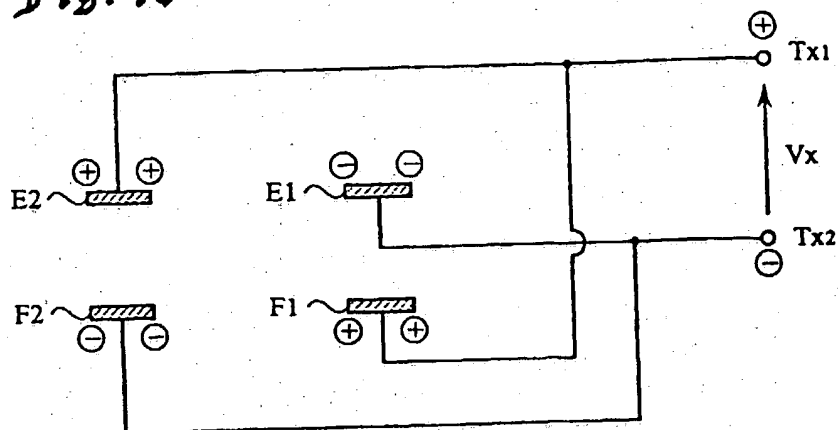 ⊕
Tx1
⊕ ⊕
⊖ ⊖
Vx
E2
E1
Tx2
⊖
F2
F1
⊖ ⊖
⊕ ⊕